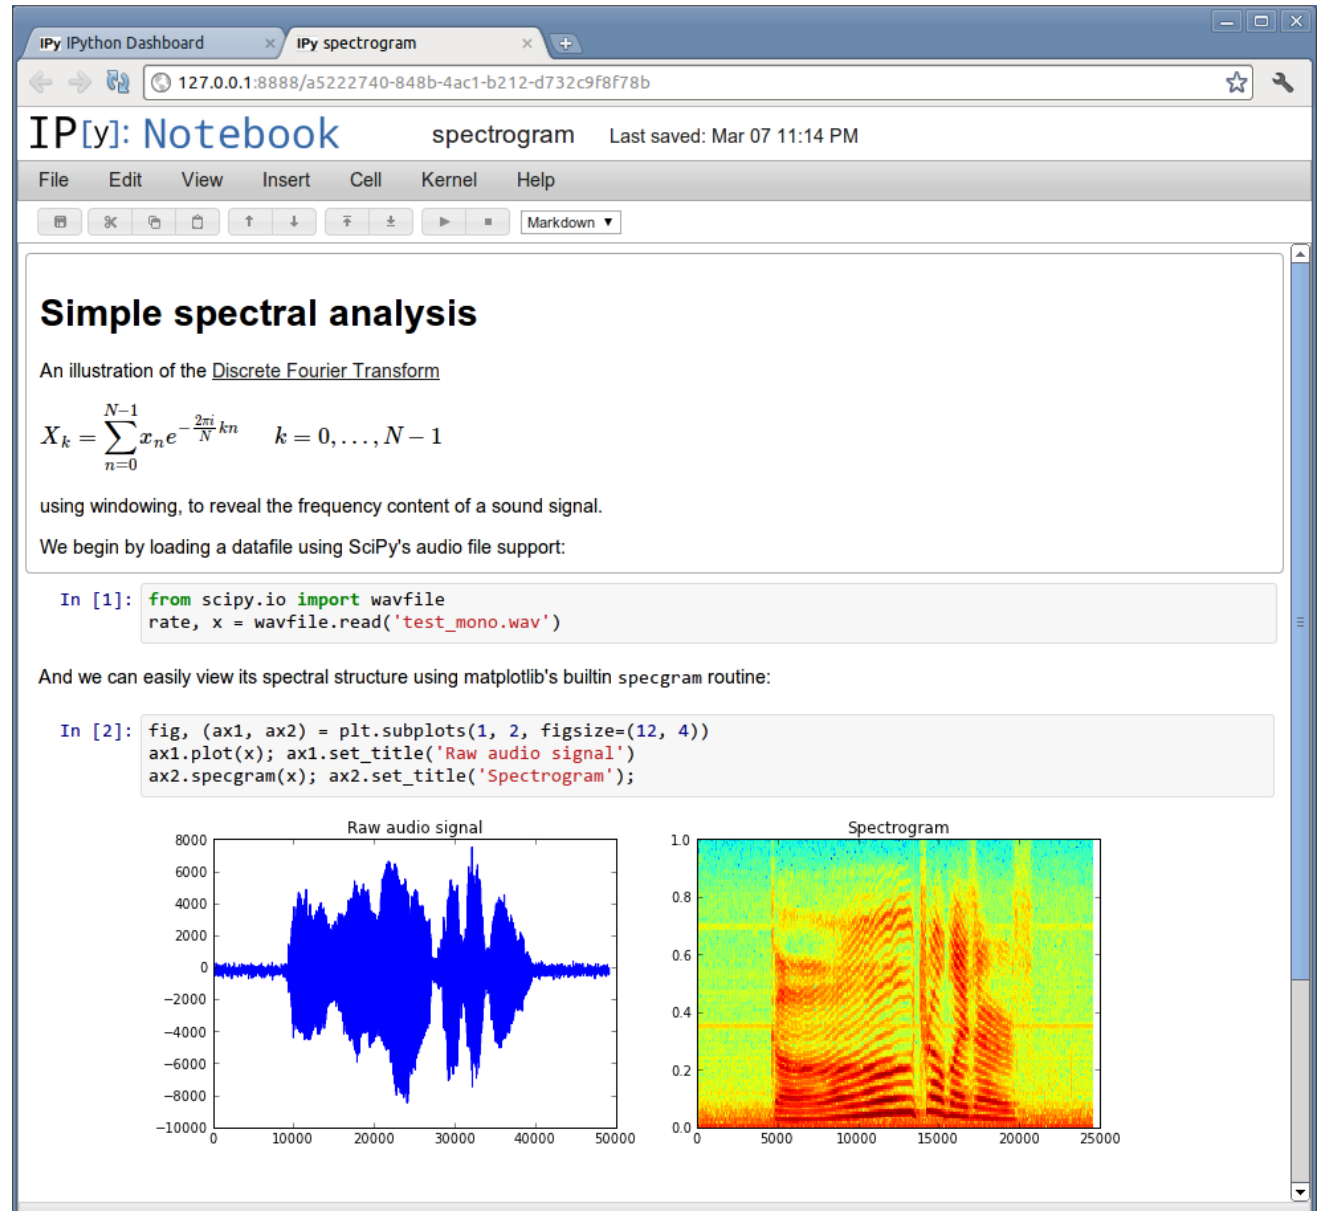 IPy IPython Dashboard
IPy spectrogram
127.0.0.1:8888/a5222740-848b-4ac1-b212-d732c9f8f78b
IP[y]: Notebook spectrogram Last saved: Mar 07 11:14 PM
File Edit View Insert Cell Kernel Help
Markdown
Simple spectral analysis
An illustration of the Discrete Fourier Transform
X_k = \sum_{n=0}^{N-1} x_n e^{-\frac{2\pi i}{N} kn} k = 0, \ldots, N - 1
using windowing, to reveal the frequency content of a sound signal.
We begin by loading a datafile using SciPy's audio file support:
In [1]: from scipy.io import wavfile
rate, x = wavfile.read('test_mono.wav')
And we can easily view its spectral structure using matplotlib's builtin specgram routine:
In [2]: fig, (ax1, ax2) = plt.subplots(1, 2, figsize=(12, 4))
ax1.plot(x); ax1.set_title('Raw audio signal')
ax2.specgram(x); ax2.set_title('Spectrogram');
Raw audio signal
8000
6000
4000
2000
0
−2000
−4000
−6000
−8000
−10000
0 10000 20000 30000 40000 50000
Spectrogram
1.0
0.8
0.6
0.4
0.2
0.0
0 5000 10000 15000 20000 25000